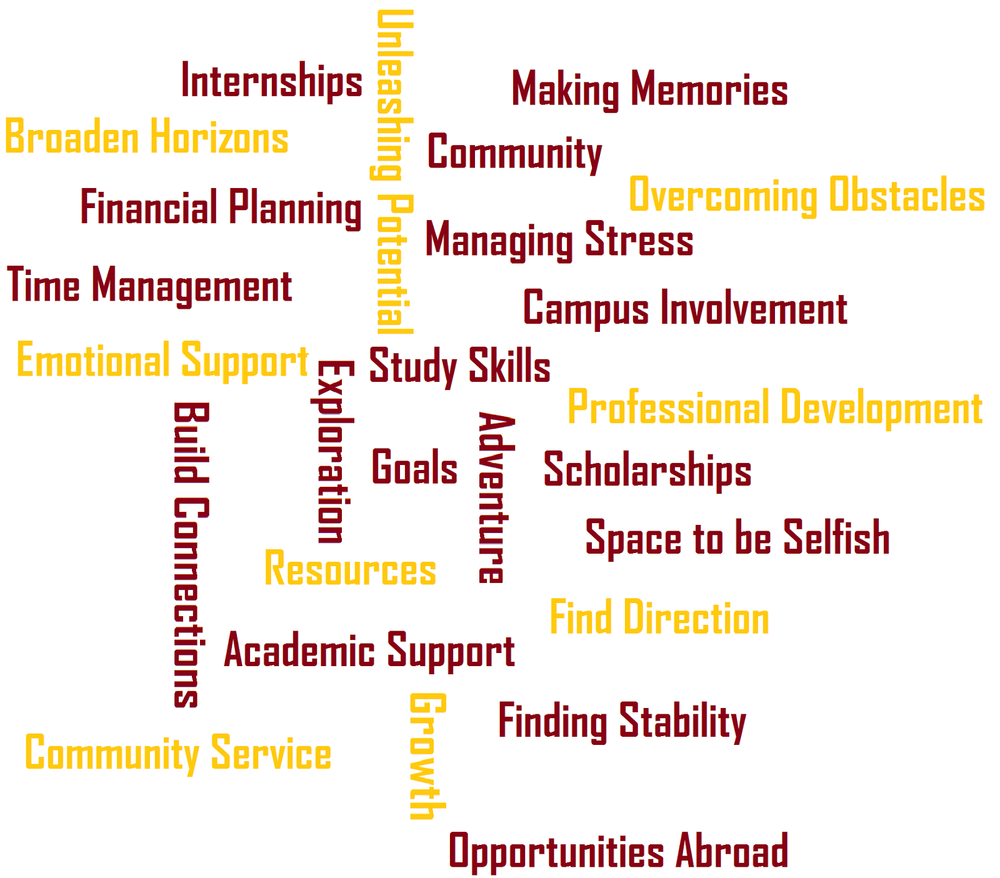 Unleashing Potential
Internships
Making Memories
Broaden Horizons
Community
Overcoming Obstacles
Financial Planning
Managing Stress
Time Management
Campus Involvement
Emotional Support
Exploration
Study Skills
Professional Development
Build Connections
Adventure
Goals
Scholarships
Space to be Selfish
Resources
Find Direction
Academic Support
Growth
Finding Stability
Community Service
Opportunities Abroad